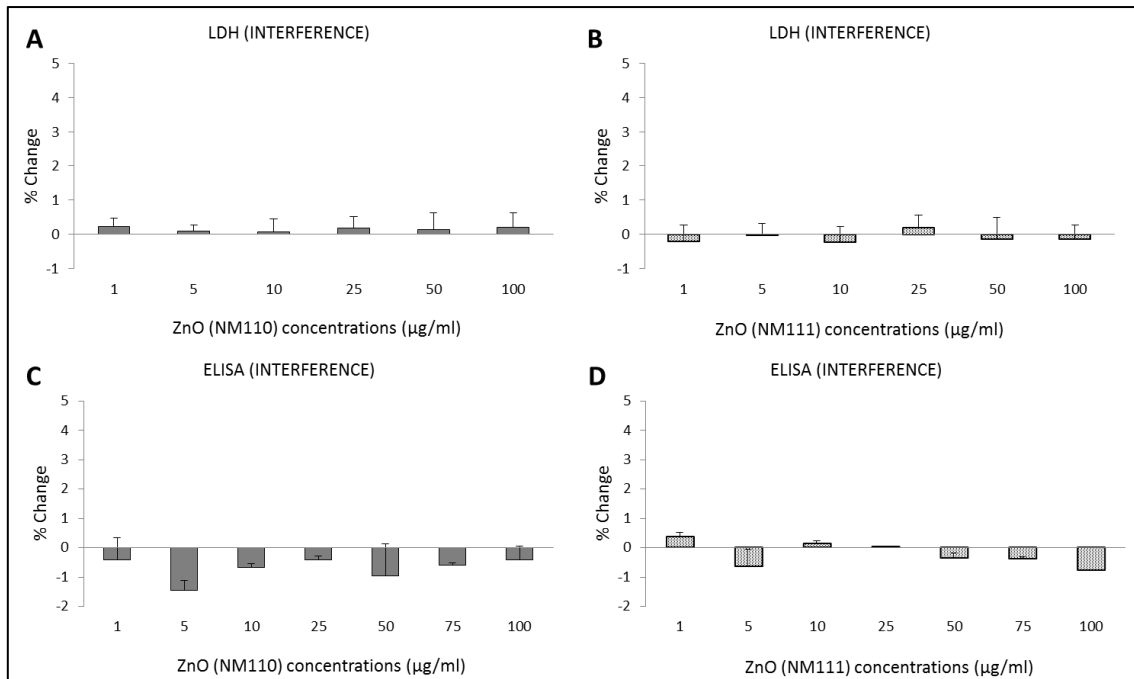 A
LDH (INTERFERENCE)
% Change
5
4
3
2
1
0
-1
1 5 10 25 50 100
ZnO (NM110) concentrations (µg/ml)
B
LDH (INTERFERENCE)
% Change
5
4
3
2
1
0
-1
1 5 10 25 50 100
ZnO (NM111) concentrations (µg/ml)
C
ELISA (INTERFERENCE)
% Change
5
4
3
2
1
0
-1
-2
1 5 10 25 50 75 100
ZnO (NM110) concentrations (µg/ml)
D
ELISA (INTERFERENCE)
% Change
5
4
3
2
1
0
-1
-2
1 5 10 25 50 75 100
ZnO (NM111) concentrations (µg/ml)